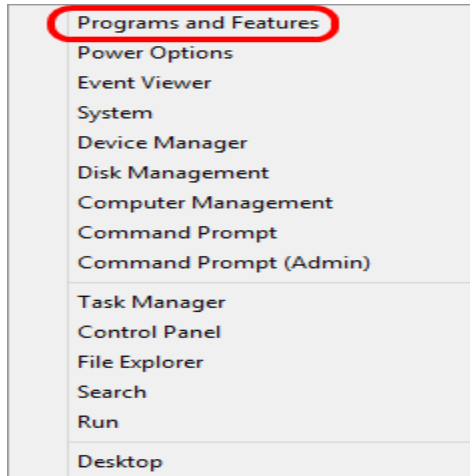 Programs and Features
Power Options
Event Viewer
System
Device Manager
Disk Management
Computer Management
Command Prompt
Command Prompt (Admin)
Task Manager
Control Panel
File Explorer
Search
Run
Desktop